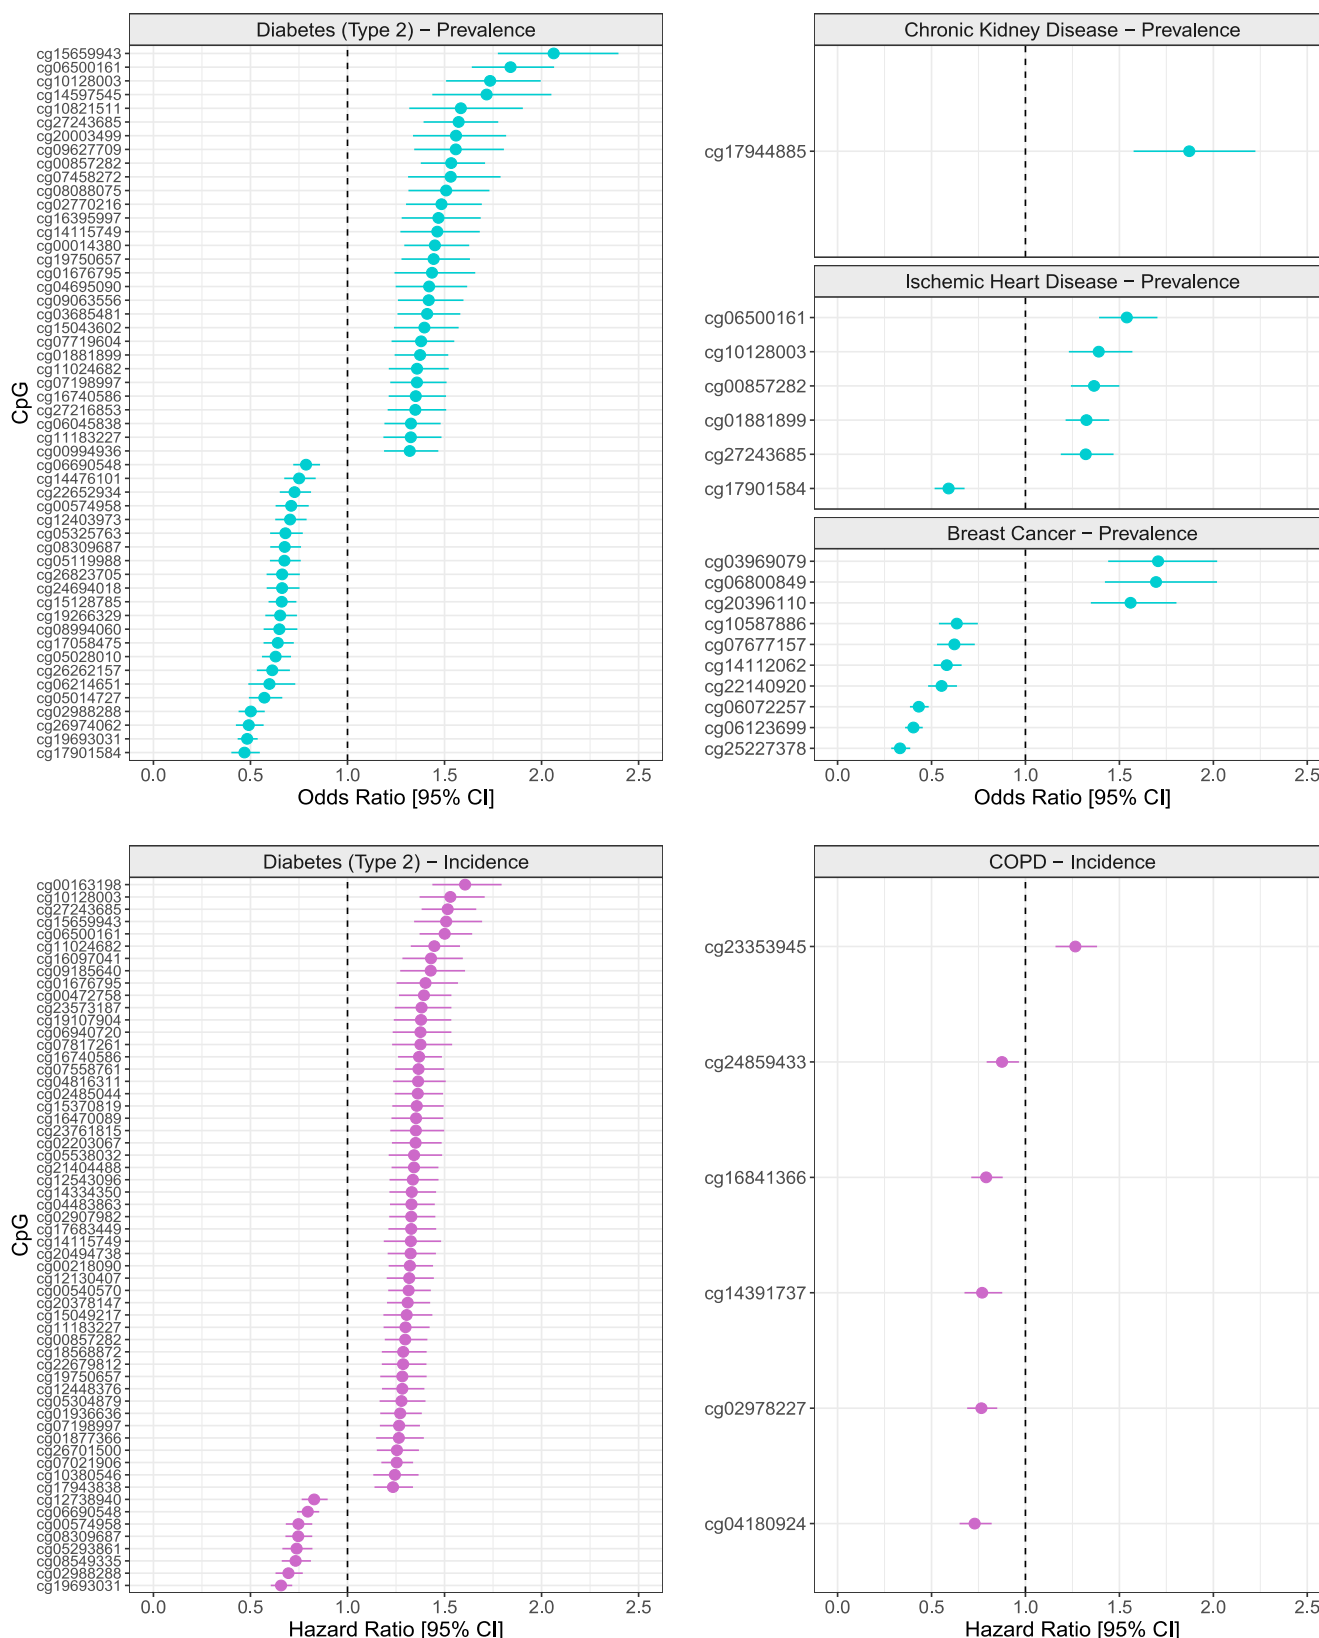 Diabetes (Type 2) − Prevalence
CpG
cg15659943
cg06500161
cg10128003
cg14597545
cg10821511
cg27243685
cg20003499
cg09627709
cg00857282
cg07458272
cg08088075
cg02770216
cg16395997
cg14115749
cg00014380
cg19750657
cg01676795
cg04695090
cg09063556
cg03685481
cg15043602
cg07719604
cg01881899
cg11024682
cg07198997
cg16740586
cg27216853
cg06045838
cg11183227
cg00994936
cg06690548
cg14476101
cg22652934
cg00574958
cg12403973
cg05325763
cg08309687
cg05119988
cg26823705
cg24694018
cg15128785
cg19266329
cg08994060
cg17058475
cg05028010
cg26262157
cg06214651
cg05014727
cg02988288
cg26974062
cg19693031
cg17901584
0.0 0.5 1.0 1.5 2.0 2.5
Odds Ratio [95% CI]
Chronic Kidney Disease − Prevalence
cg17944885
Ischemic Heart Disease − Prevalence
cg06500161
cg10128003
cg00857282
cg01881899
cg27243685
cg17901584
Breast Cancer − Prevalence
cg03969079
cg06800849
cg20396110
cg10587886
cg07677157
cg14112062
cg22140920
cg06072257
cg06123699
cg25227378
0.0 0.5 1.0 1.5 2.0 2.5
Odds Ratio [95% CI]
Diabetes (Type 2) − Incidence
CpG
cg00163198
cg10128003
cg27243685
cg15659943
cg06500161
cg11024682
cg16097041
cg09185640
cg01676795
cg00472758
cg23573187
cg19107904
cg06940720
cg07817261
cg16740586
cg07558761
cg04816311
cg02485044
cg15370819
cg16470089
cg23761815
cg02203067
cg05538032
cg21404488
cg12543096
cg14334350
cg04483863
cg02907982
cg17683449
cg14115749
cg20494738
cg00218090
cg12130407
cg00540570
cg20378147
cg15049217
cg11183227
cg00857282
cg18568872
cg22679812
cg19750657
cg12448376
cg05304879
cg01936636
cg07198997
cg01877366
cg26701500
cg07021906
cg10380546
cg17943838
cg12738940
cg06690548
cg00574958
cg08309687
cg05293861
cg08549335
cg02988288
cg19693031
0.0 0.5 1.0 1.5 2.0 2.5
Hazard Ratio [95% CI]
COPD − Incidence
cg23353945
cg24859433
cg16841366
cg14391737
cg02978227
cg04180924
0.0 0.5 1.0 1.5 2.0 2.5
Hazard Ratio [95% CI]